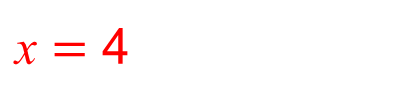 x = 4